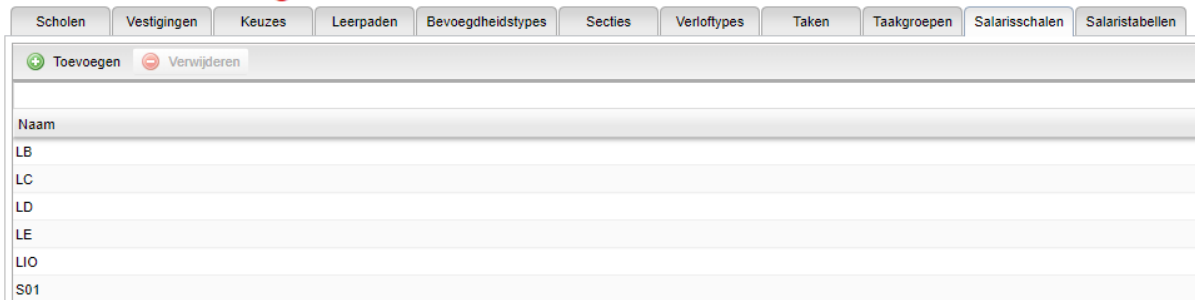 Scholen Vestigingen Keuzes Leerpaden Bevoegdheidstypes Secties Verloftypes Taken Taakgroepen Salarisschalen Salaristabellen
Toevoegen Verwijderen
Naam
LB
LC
LD
LE
LIO
S01